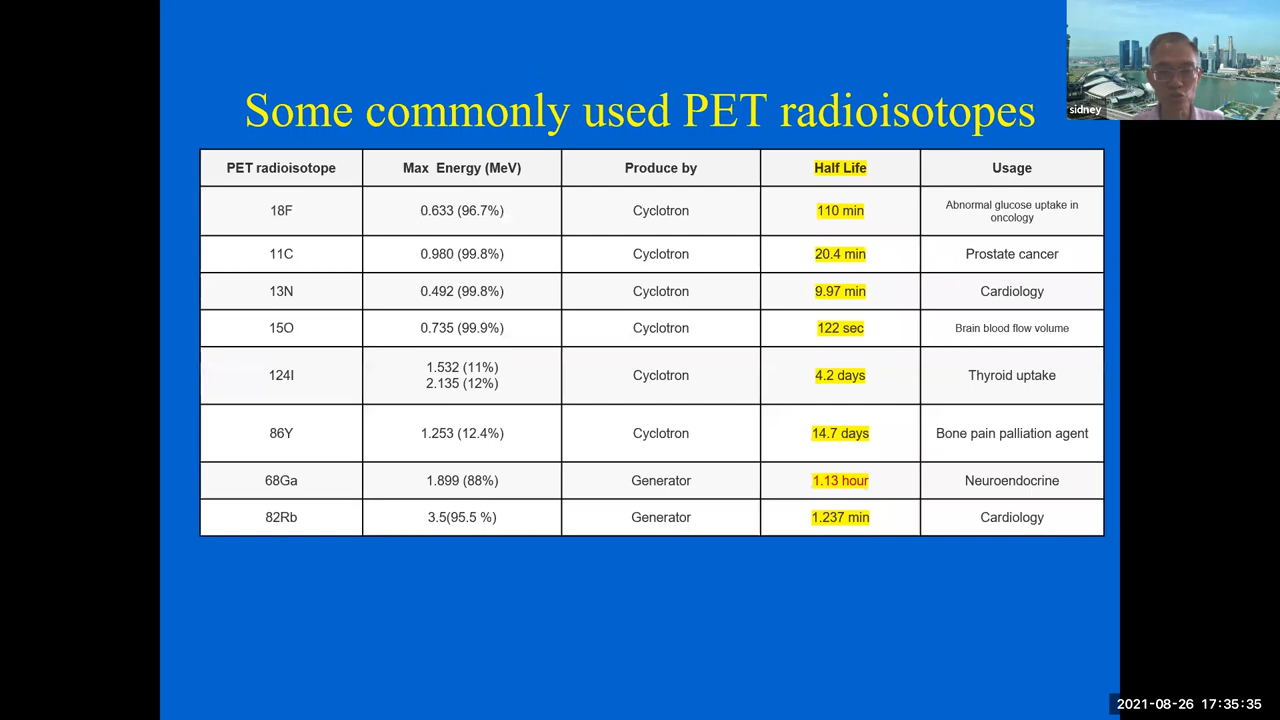 sidney
Some commonly used PET radioisotopes
PET radioisotope Max Energy (MeV) Produce by Half Life Usage
18F 0.633 (96.7%) Cyclotron 110 min Abnormal glucose uptake in
oncology
11C 0.980 (99.8%) Cyclotron 20.4 min Prostate cancer
13N 0.492 (99.8%) Cyclotron 9.97 min Cardiology
15O 0.735 (99.9%) Cyclotron 122 sec Brain blood flow volume
124I 1.532 (11%) Cyclotron 4.2 days Thyroid uptake
2.135 (12%)
86Y 1.253 (12.4%) Cyclotron 14.7 days Bone pain palliation agent
68Ga 1.899 (88%) Generator 1.13 hour Neuroendocrine
82Rb 3.5(95.5 %) Generator 1.237 min Cardiology
2021-08-26 17:35:35